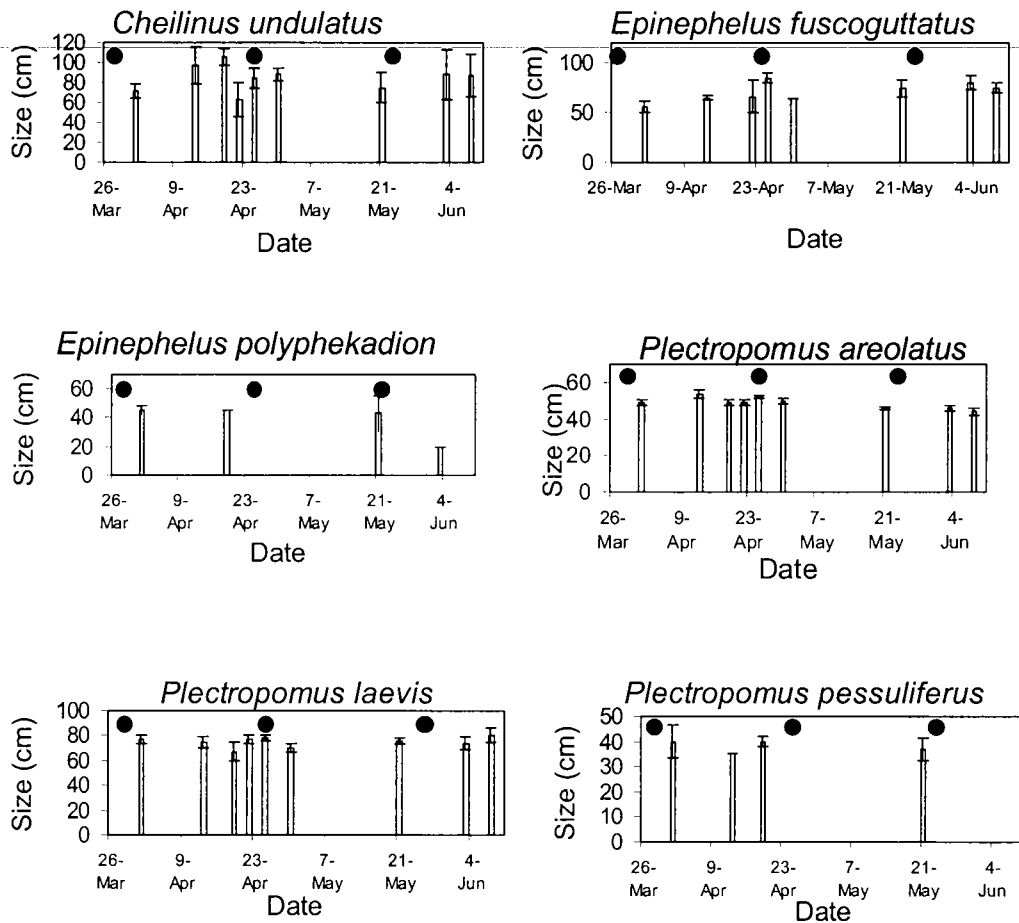 Cheilinus undulatus
Size (cm)
120
100
80
60
40
20
0
26- 9- 23- 7- 21- 4-
Mar Apr Apr May May Jun
Date
Epinephelus fuscoguttatus
Size (cm)
100
50
0
26-Mar 9-Apr 23-Apr 7-May 21-May 4-Jun
Date
Epinephelus polyphekadion
Size (cm)
60
40
20
0
26- 9- 23- 7- 21- 4-
Mar Apr Apr May May Jun
Date
Plectropomus areolatus
Size (cm)
60
40
20
0
26- 9- 23- 7- 21- 4-
Mar Apr Apr May May Jun
Date
Plectropomus laevis
Size (cm)
100
80
60
40
20
0
26- 9- 23- 7- 21- 4-
Mar Apr Apr May May Jun
Date
Plectropomus pessuliferus
Size (cm)
50
40
30
20
10
0
26- 9- 23- 7- 21- 4-
Mar Apr Apr May May Jun
Date